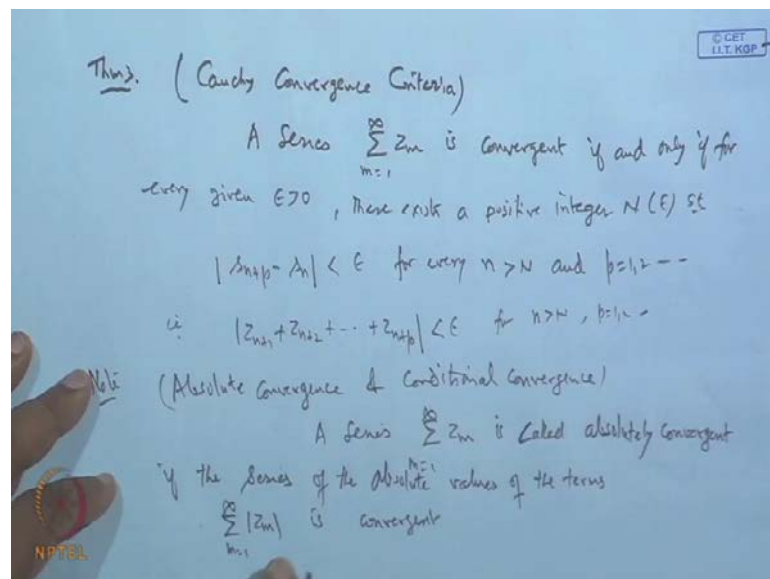 © CET
I.I.T. KGP
Thm 3. (Cauchy Convergence Criteria)
A Series ∑_{m=1}^{∞} Zm is convergent if and only if for
every given ε>0, there exists a positive integer N(ε) st
|Sn+p - Sn| < ε for every n > N and p=1,2 ---
ie |Zn+1 + Zn+2 + --- + Zn+p| < ε for n>N, p=1,2..
Note (Absolute Convergence & Conditional Convergence)
A Series ∑_{m=1}^{∞} Zm is called absolutely convergent
if the series of the absolute values of the terms
∑_{m=1}^{∞} |Zm| is convergent
NPTEL